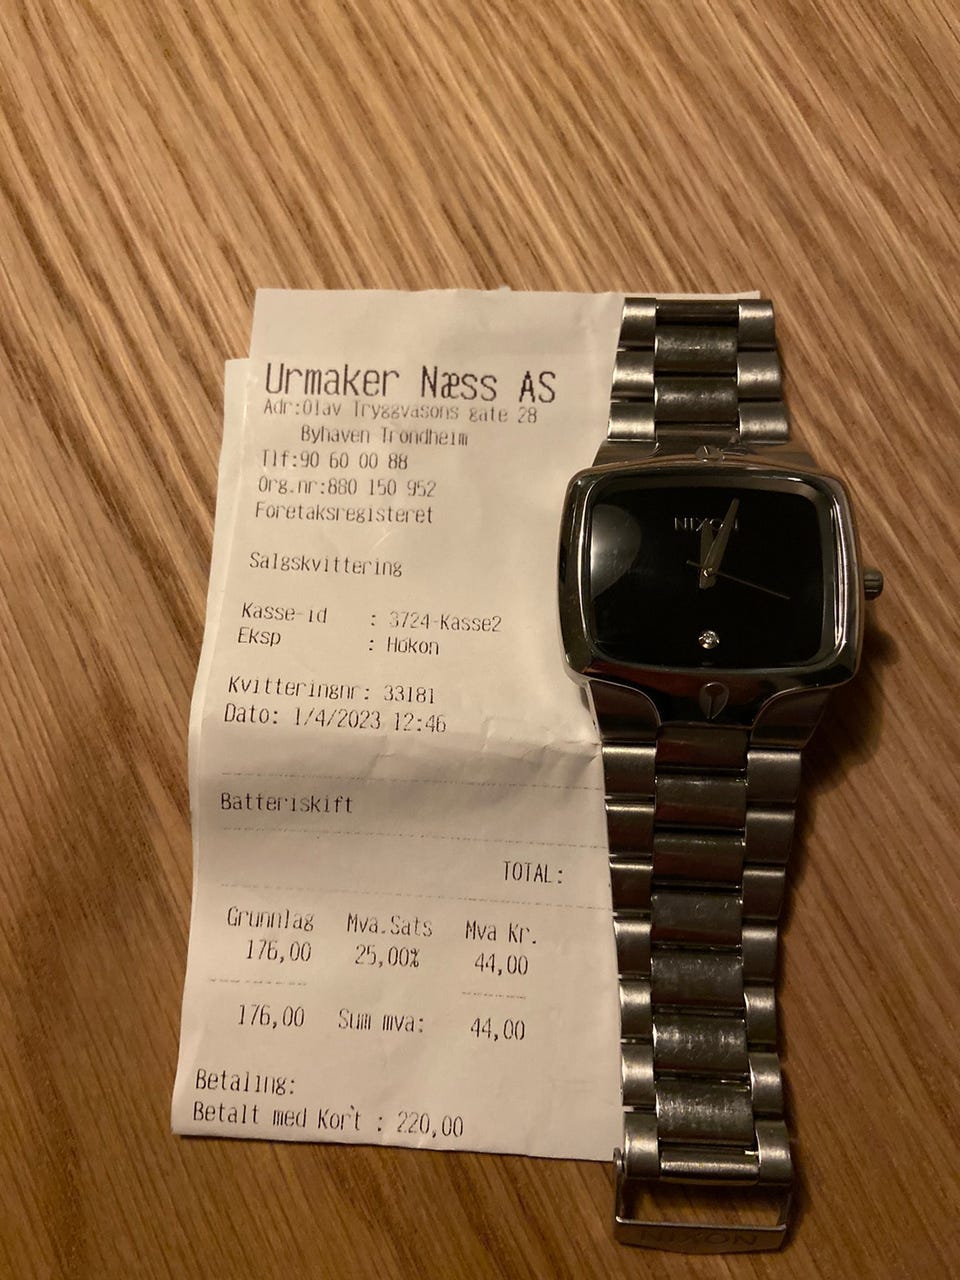 Urmaker Næss AS
Adr:Olav Tryggvasons gate 28
Byhaven Trondheim
Tlf:90 60 00 88
Org.nr:880 150 952
Foretaksregisteret
Salgskvittering
Kasse-id : 3724-Kasse2
Eksp : Håkon
Kvitteringnr: 33181
Dato: 1/4/2023 12:46
Batteriskift
TOTAL:
Grunnlag Mva.Sats Mva Kr.
176,00 25,00% 44,00
176,00 Sum mva: 44,00
Betaling:
Betalt med Kort : 220,00
NIXON
NIXON